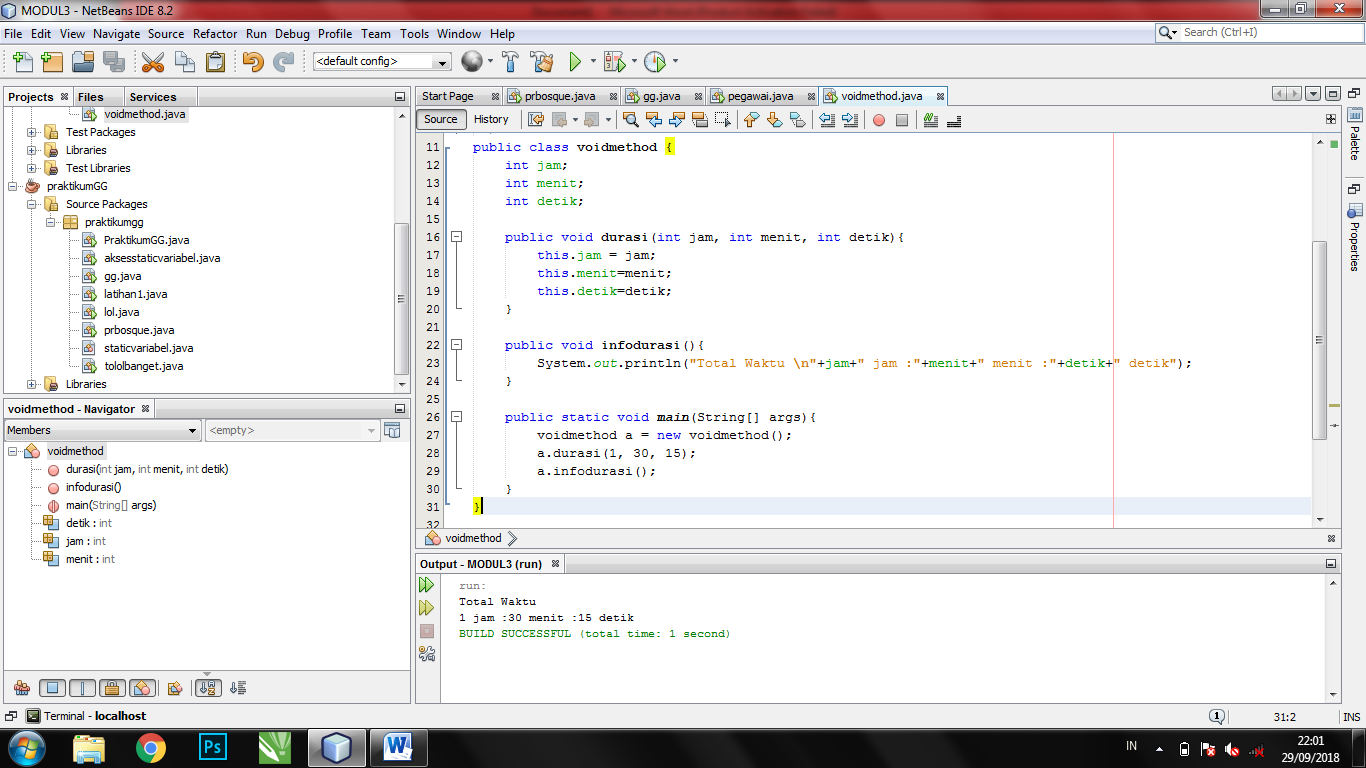 MODUL3 - NetBeans IDE 8.2
File Edit View Navigate Source Refactor Run Debug Profile Team Tools Window Help
Search (Ctrl+I)
<default config>
Projects Files Services
voidmethod.java
Test Packages
Libraries
Test Libraries
praktikumGG
Source Packages
praktikumgg
PraktikumGG.java
aksesstaticvariabel.java
gg.java
latihan1.java
lol.java
prbosque.java
staticvariabel.java
tololbanget.java
Libraries
voidmethod - Navigator
Members <empty>
voidmethod
durasi(int jam, int menit, int detik)
infodurasi()
main(String[] args)
detik : int
jam : int
menit : int
Start Page prbosque.java gg.java pegawai.java voidmethod.java
Source History
11 public class voidmethod {
12 int jam;
13 int menit;
14 int detik;
15
16 public void durasi(int jam, int menit, int detik){
17 this.jam = jam;
18 this.menit=menit;
19 this.detik=detik;
20 }
21
22 public void infodurasi(){
23 System.out.println("Total Waktu \n"+jam+" jam :"+menit+" menit :"+detik+" detik");
24 }
25
26 public static void main(String[] args){
27 voidmethod a = new voidmethod();
28 a.durasi(1, 30, 15);
29 a.infodurasi();
30 }
31 }
32
voidmethod
Output - MODUL3 (run)
run:
Total Waktu
1 jam :30 menit :15 detik
BUILD SUCCESSFUL (total time: 1 second)
Palette
Properties
Terminal - localhost
1
31:2 INS
Ps
W
IN
22:01
29/09/2018